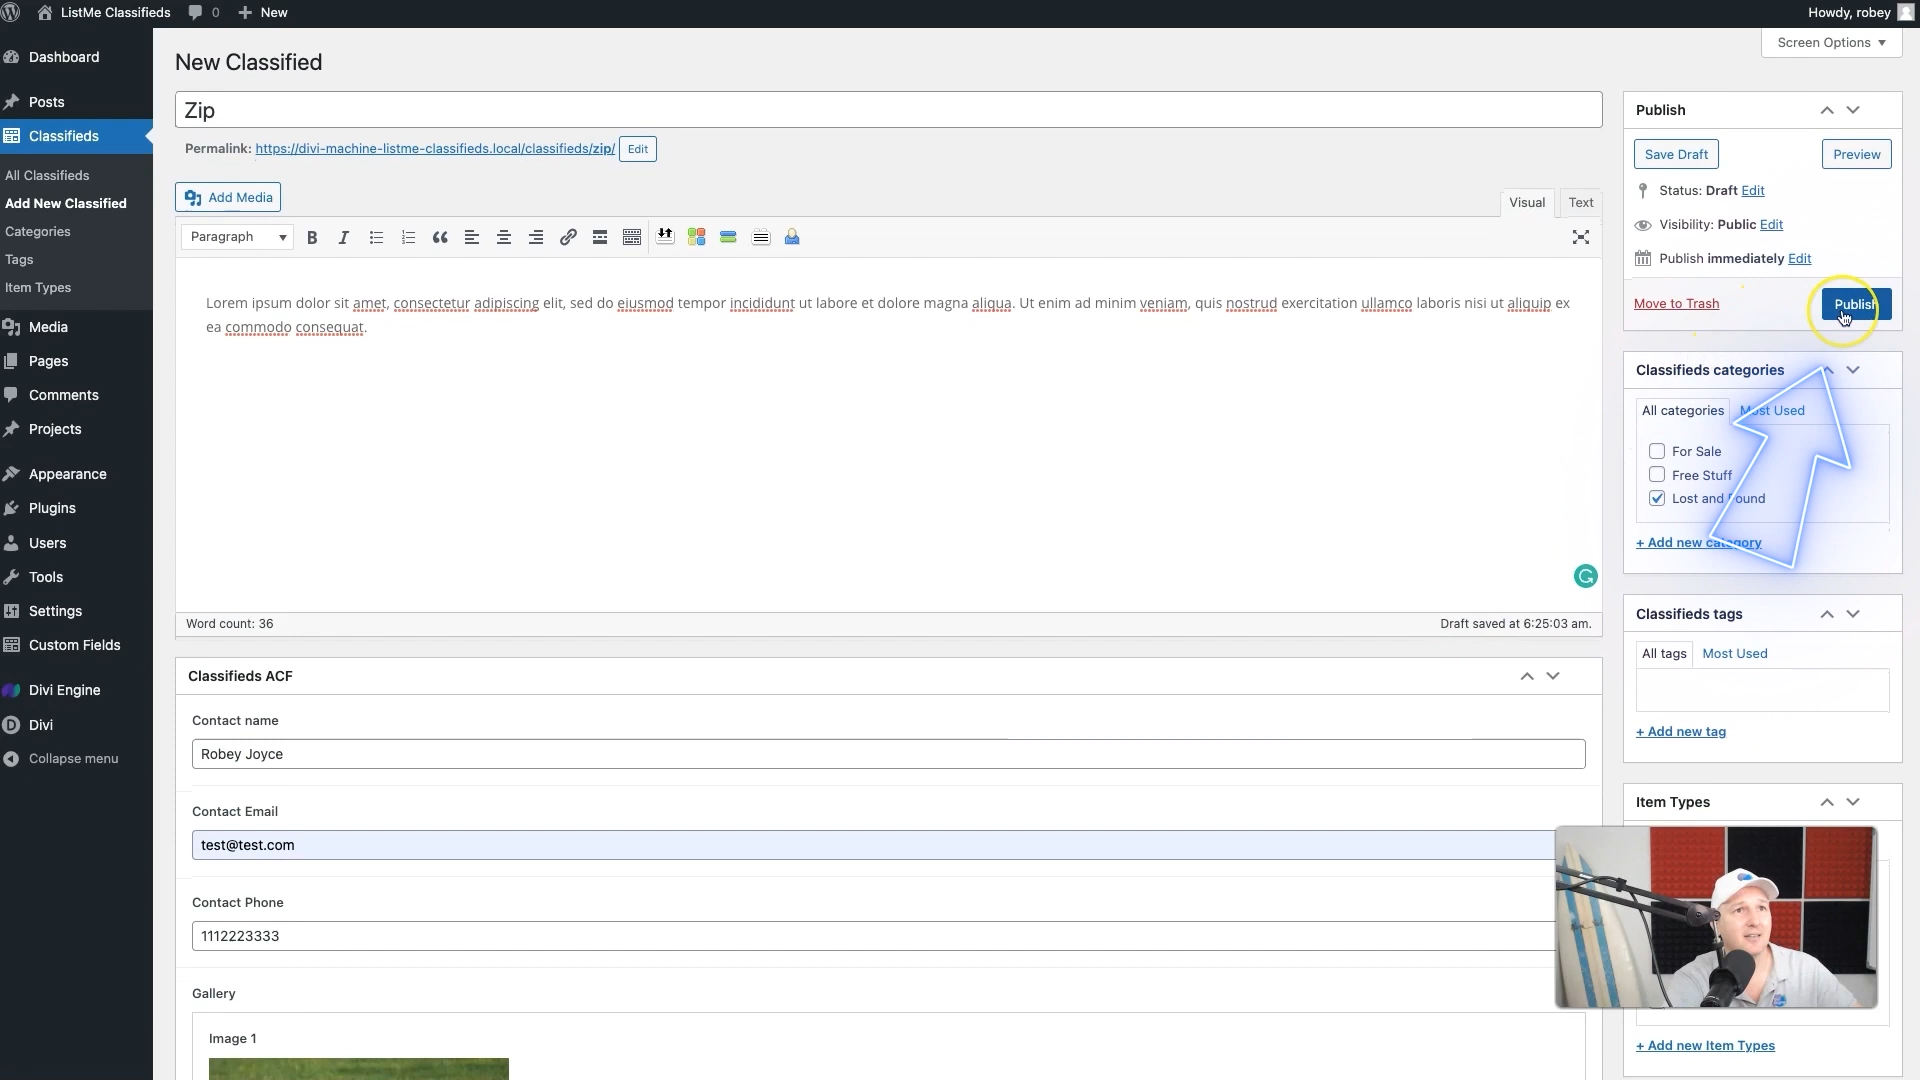 ListMe Classifieds
0
New
Howdy, robey
Screen Options
Dashboard
Posts
Classifieds
All Classifieds
Add New Classified
Categories
Tags
Item Types
Media
Pages
Comments
Projects
Appearance
Plugins
Users
Tools
Settings
Custom Fields
Divi Engine
Divi
Collapse menu
New Classified
Zip
Permalink: https://divi-machine-listme-classifieds.local/classifieds/zip/ Edit
Add Media
Visual
Text
Paragraph
Lorem ipsum dolor sit amet, consectetur adipiscing elit, sed do eiusmod tempor incididunt ut labore et dolore magna aliqua. Ut enim ad minim veniam, quis nostrud exercitation ullamco laboris nisi ut aliquip ex
ea commodo consequat.
Word count: 36
Draft saved at 6:25:03 am.
Classifieds ACF
Contact name
Robey Joyce
Contact Email
test@test.com
Contact Phone
1112223333
Gallery
Image 1
Publish
Save Draft
Preview
Status: Draft Edit
Visibility: Public Edit
Publish immediately Edit
Move to Trash
Publish
Classifieds categories
All categories
Most Used
For Sale
Free Stuff
Lost and Found
+ Add new category
Classifieds tags
All tags
Most Used
+ Add new tag
Item Types
+ Add new Item Types